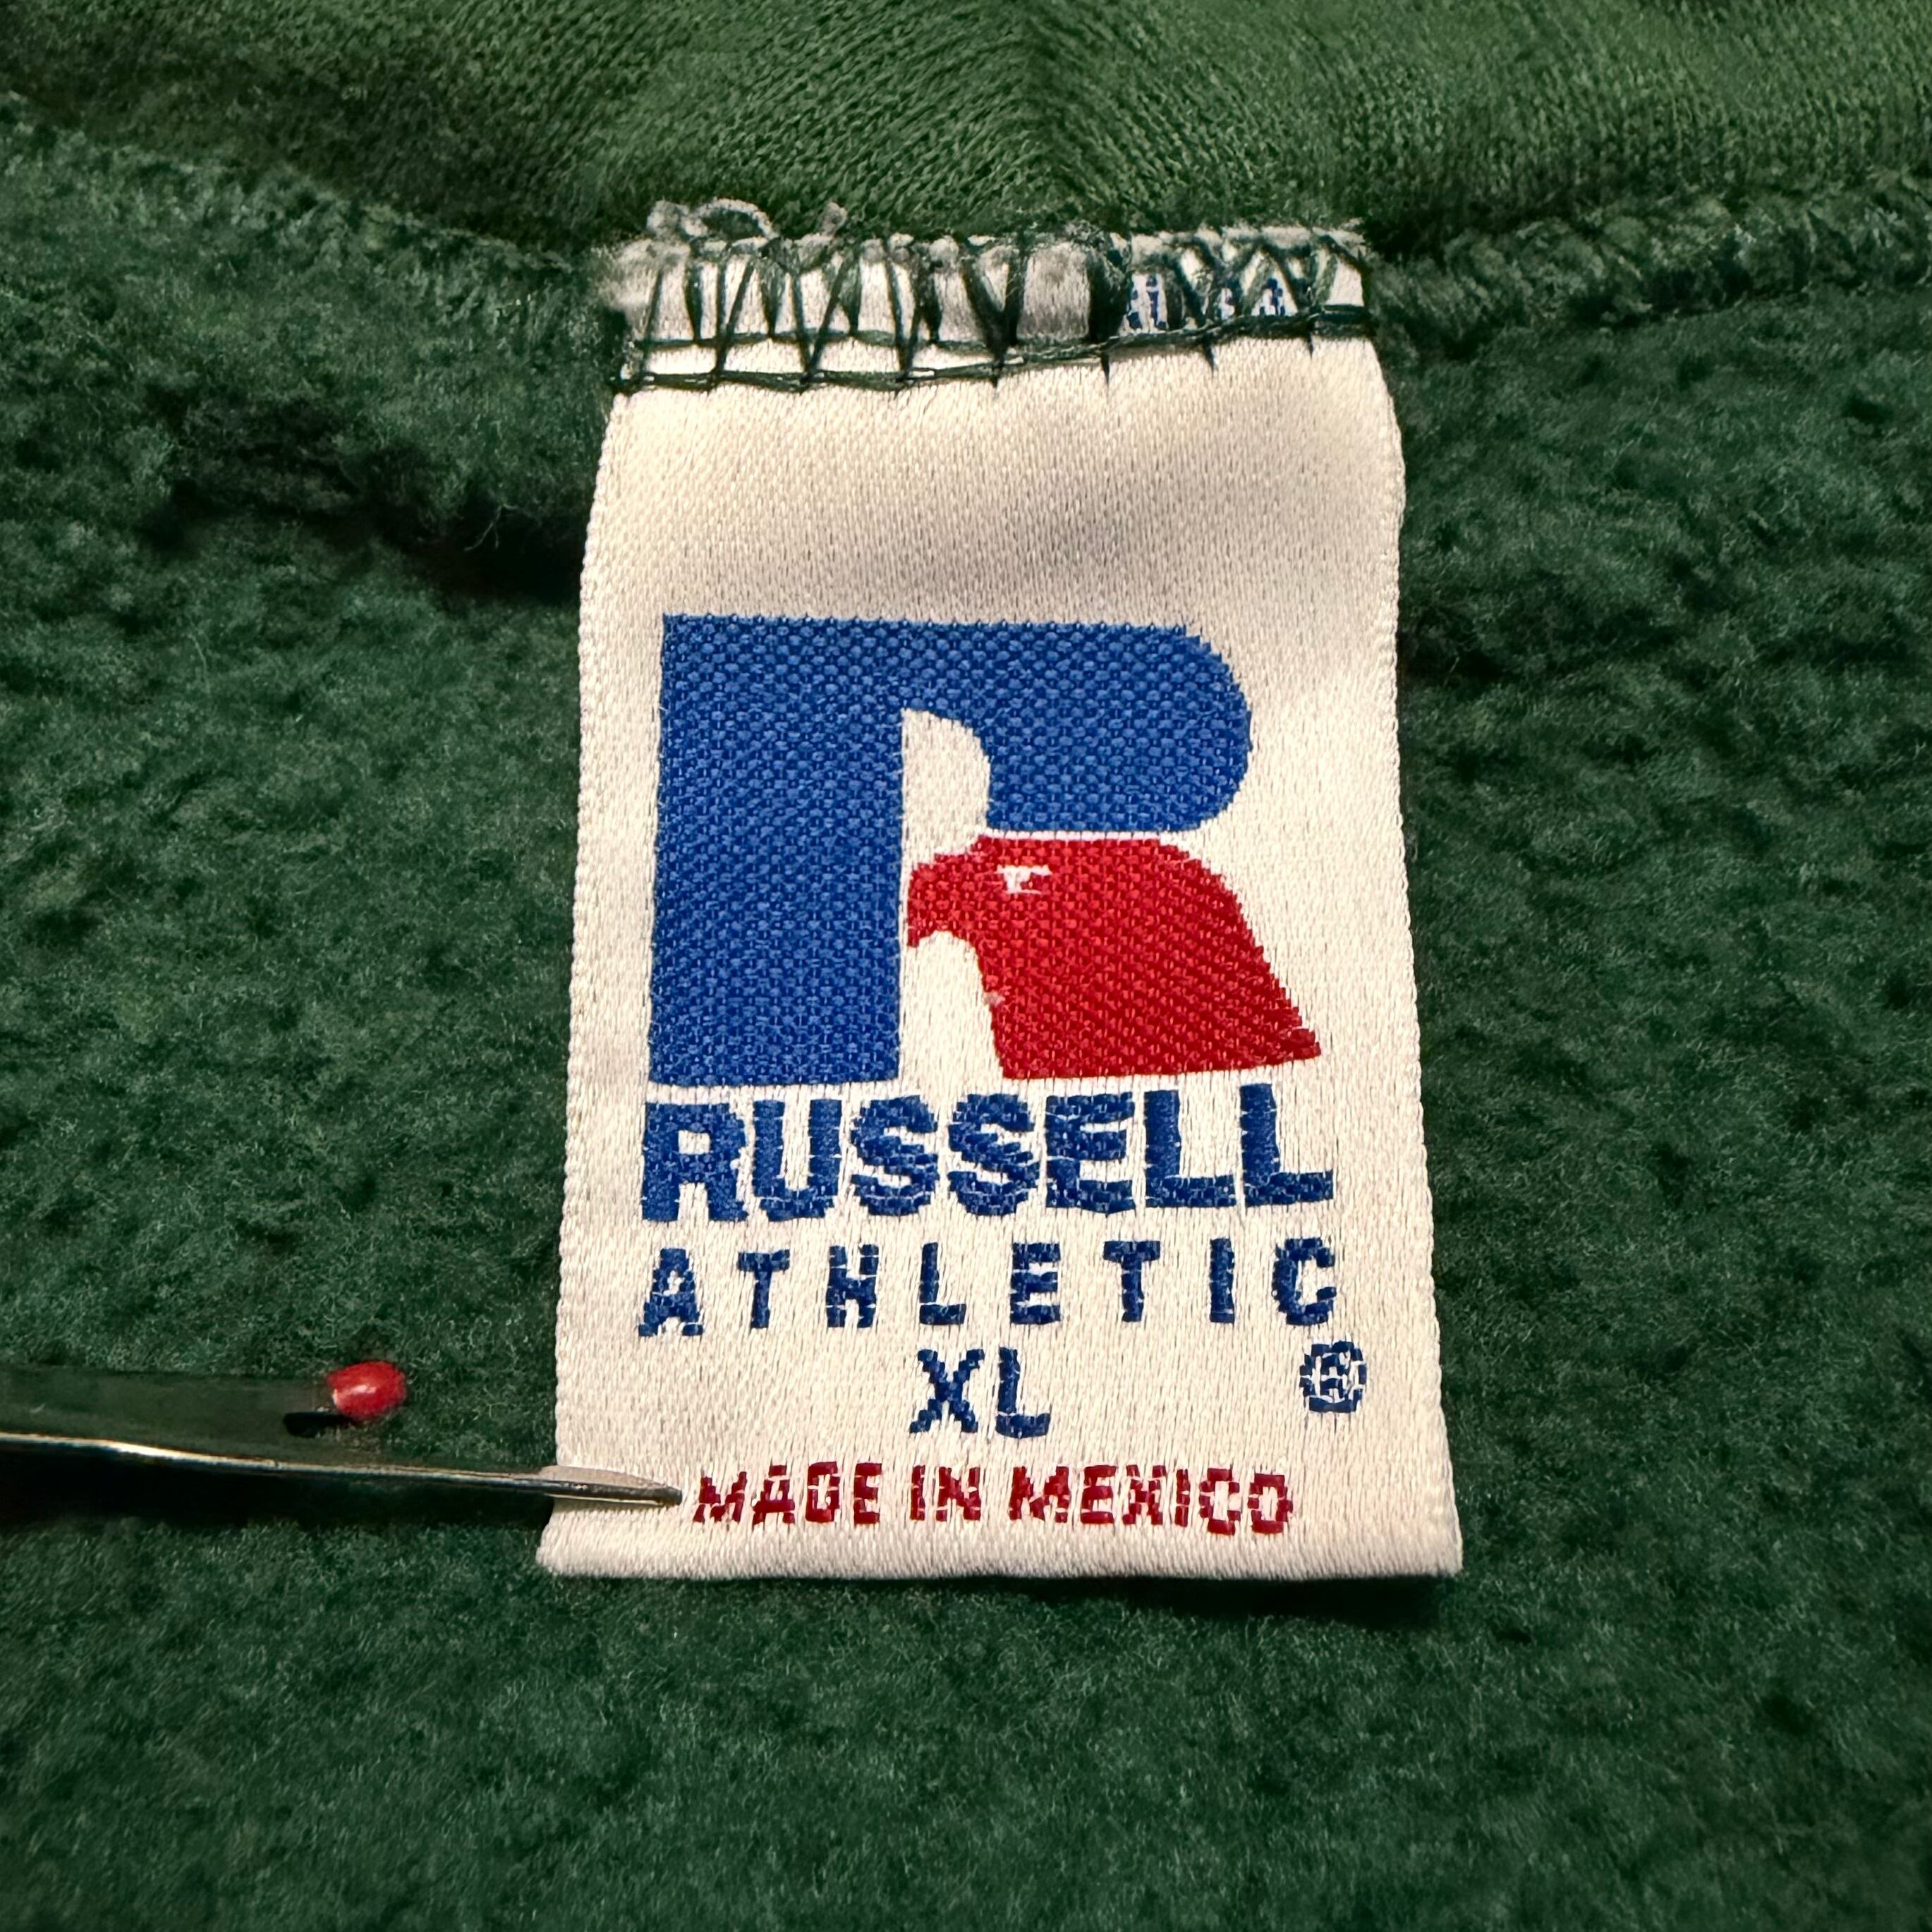 RUSSELL
ATHLETIC
XL ®
MADE IN MEXICO